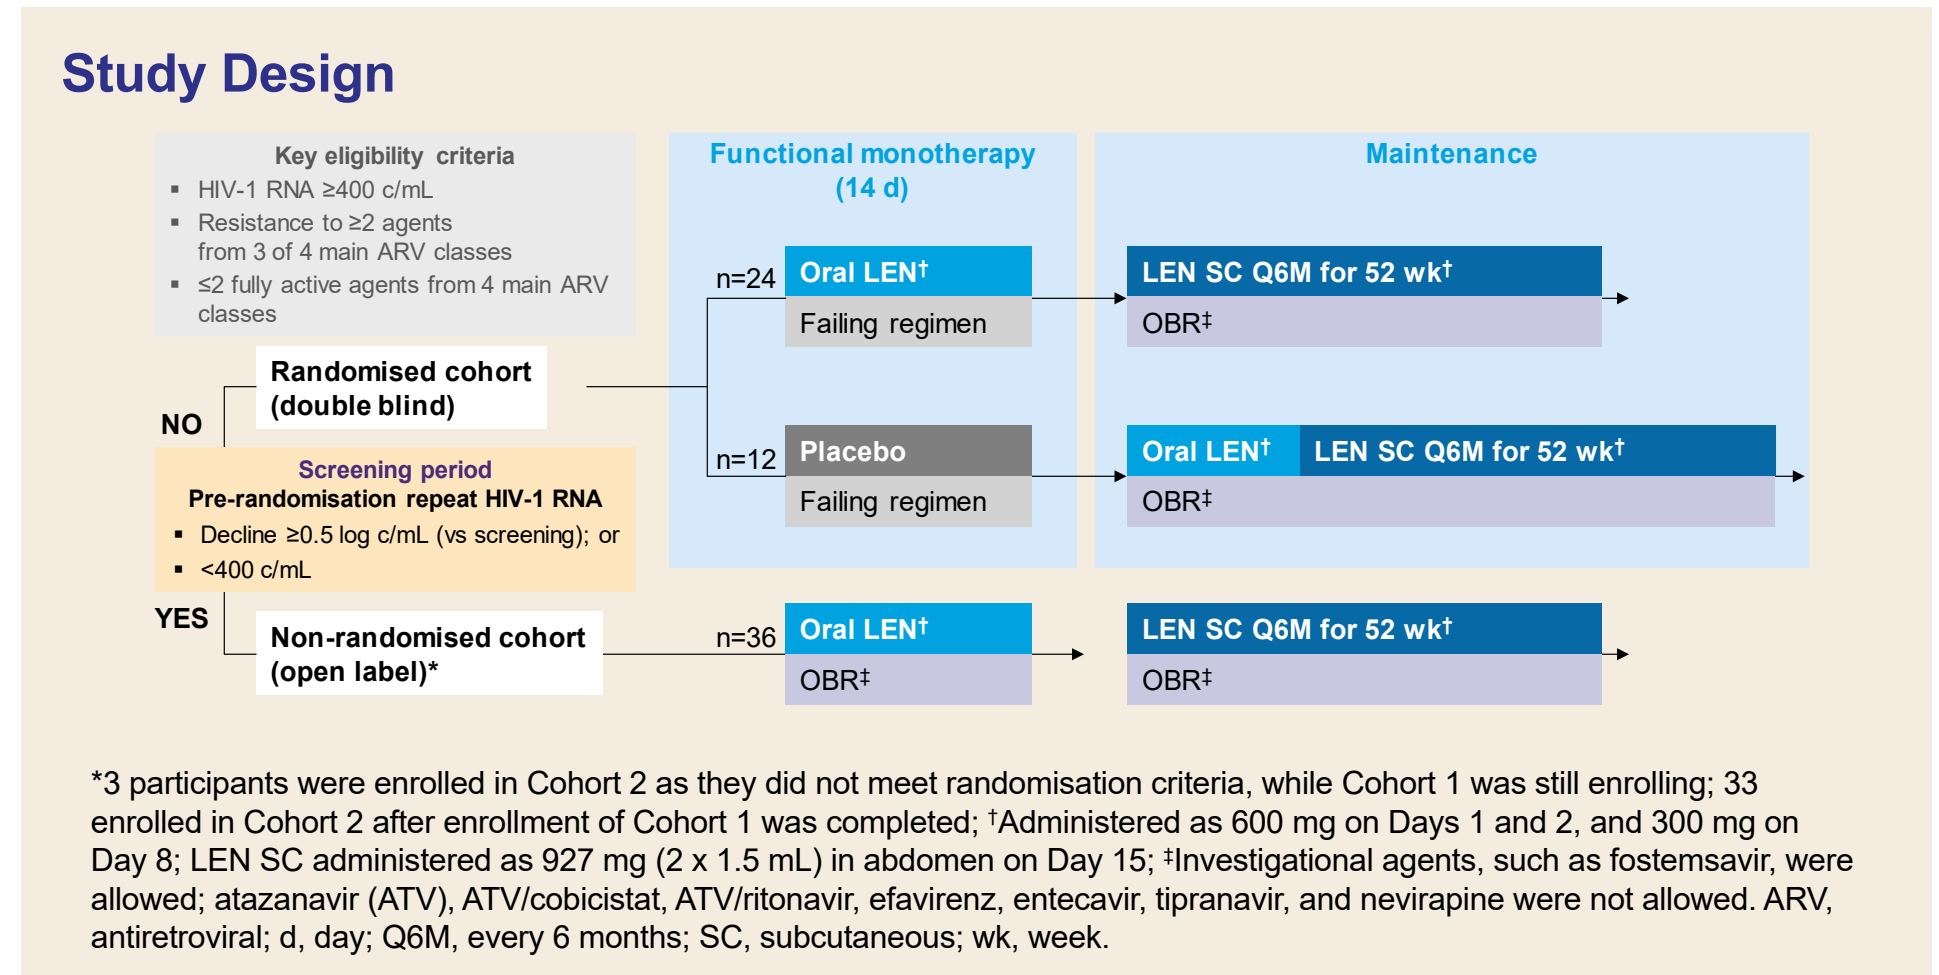 Study Design
Key eligibility criteria
▪ HIV-1 RNA ≥400 c/mL
▪ Resistance to ≥2 agents
from 3 of 4 main ARV classes
▪ ≤2 fully active agents from 4 main ARV
classes
Functional monotherapy
(14 d)
Maintenance
n=24
Oral LEN†
Failing regimen
LEN SC Q6M for 52 wk†
OBR‡
Randomised cohort
(double blind)
NO
n=12
Placebo
Failing regimen
Oral LEN†
LEN SC Q6M for 52 wk†
OBR‡
Screening period
Pre-randomisation repeat HIV-1 RNA
▪ Decline ≥0.5 log c/mL (vs screening); or
▪ <400 c/mL
YES
Non-randomised cohort
(open label)*
n=36
Oral LEN†
OBR‡
LEN SC Q6M for 52 wk†
OBR‡
*3 participants were enrolled in Cohort 2 as they did not meet randomisation criteria, while Cohort 1 was still enrolling; 33
enrolled in Cohort 2 after enrollment of Cohort 1 was completed; †Administered as 600 mg on Days 1 and 2, and 300 mg on
Day 8; LEN SC administered as 927 mg (2 x 1.5 mL) in abdomen on Day 15; ‡Investigational agents, such as fostemsavir, were
allowed; atazanavir (ATV), ATV/cobicistat, ATV/ritonavir, efavirenz, entecavir, tipranavir, and nevirapine were not allowed. ARV,
antiretroviral; d, day; Q6M, every 6 months; SC, subcutaneous; wk, week.